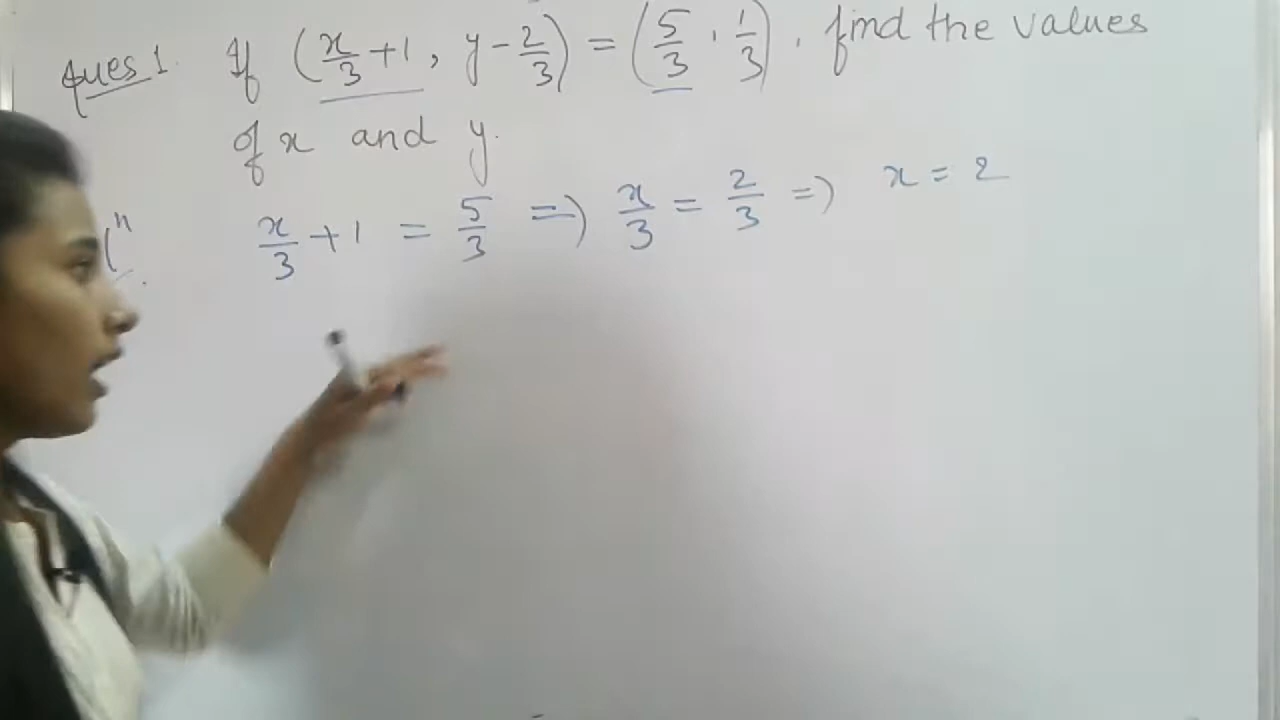 Ques 1. If (x/3 + 1, y - 2/3) = (5/3, 1/3), find the values
of x and y.
x/3 + 1 = 5/3 => x/3 = 2/3 => x = 2